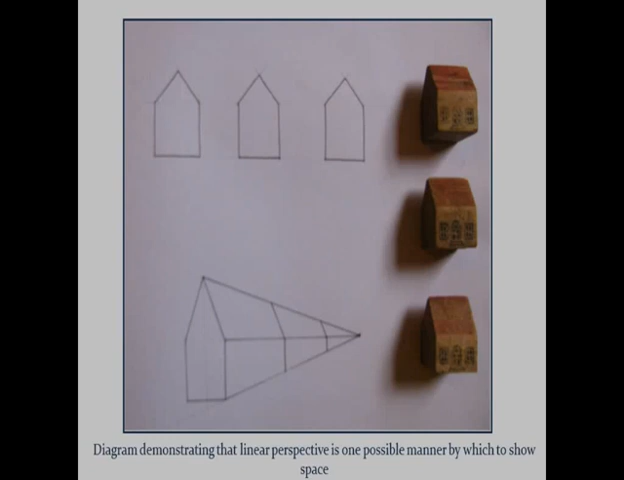 Diagram demonstrating that linear perspective is one possible manner by which to show
space